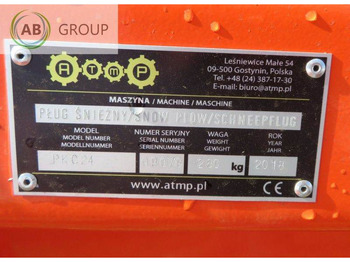 AB
GROUP
ATMP
Leśniewice Małe 54
09-500 Gostynin, Polska
Tel. +48 (24) 387-17-30
E-mail: biuro@atmp.pl
MASZYNA / MACHINE / MASCHINE
PŁUG ŚNIEŻNY/SNOW PLOW/SCHNEEPFLUG
MODEL NUMER SERYJNY WAGA ROK
MODEL NUMBER SERIAL NUMBER WEIGHT YEAR
MODELLNUMMER SERIENNUMMER GEWIGHT JAHR
kg 2018
www.atmp.pl CE